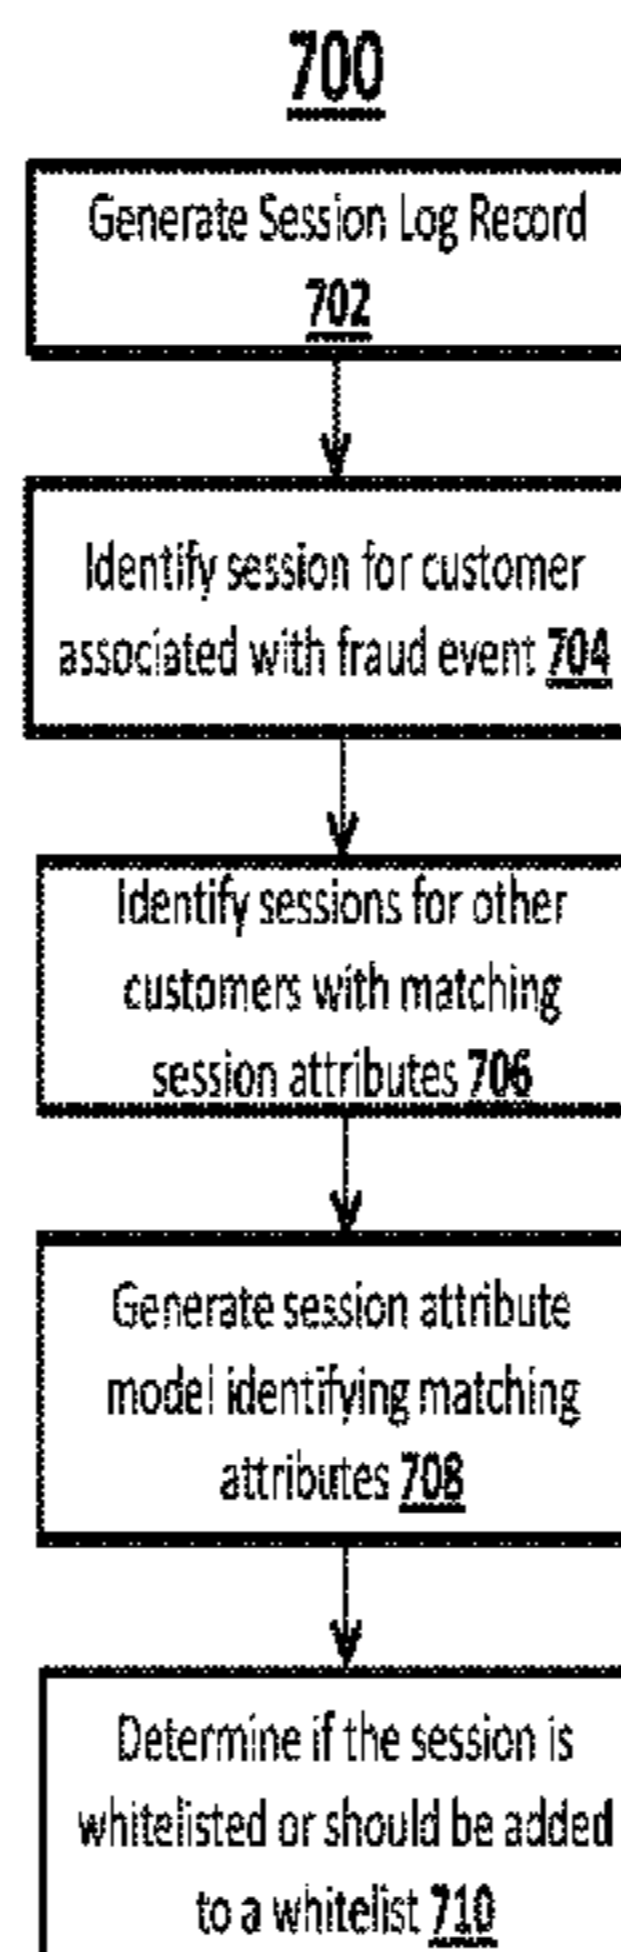 700
Generate Session Log Record
702
Identify session for customer
associated with fraud event 704
Identify sessions for other
customers with matching
session attributes 706
Generate session attribute
model identifying matching
attributes 708
Determine if the session is
whitelisted or should be added
to a whitelist 710